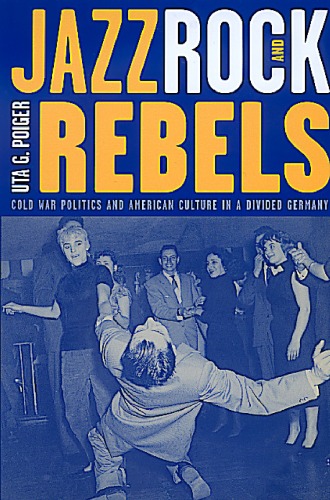 JAZZ ROCK
AND
REBELS
UTA G. POIGER
COLD WAR POLITICS AND AMERICAN CULTURE IN A DIVIDED GERMANY